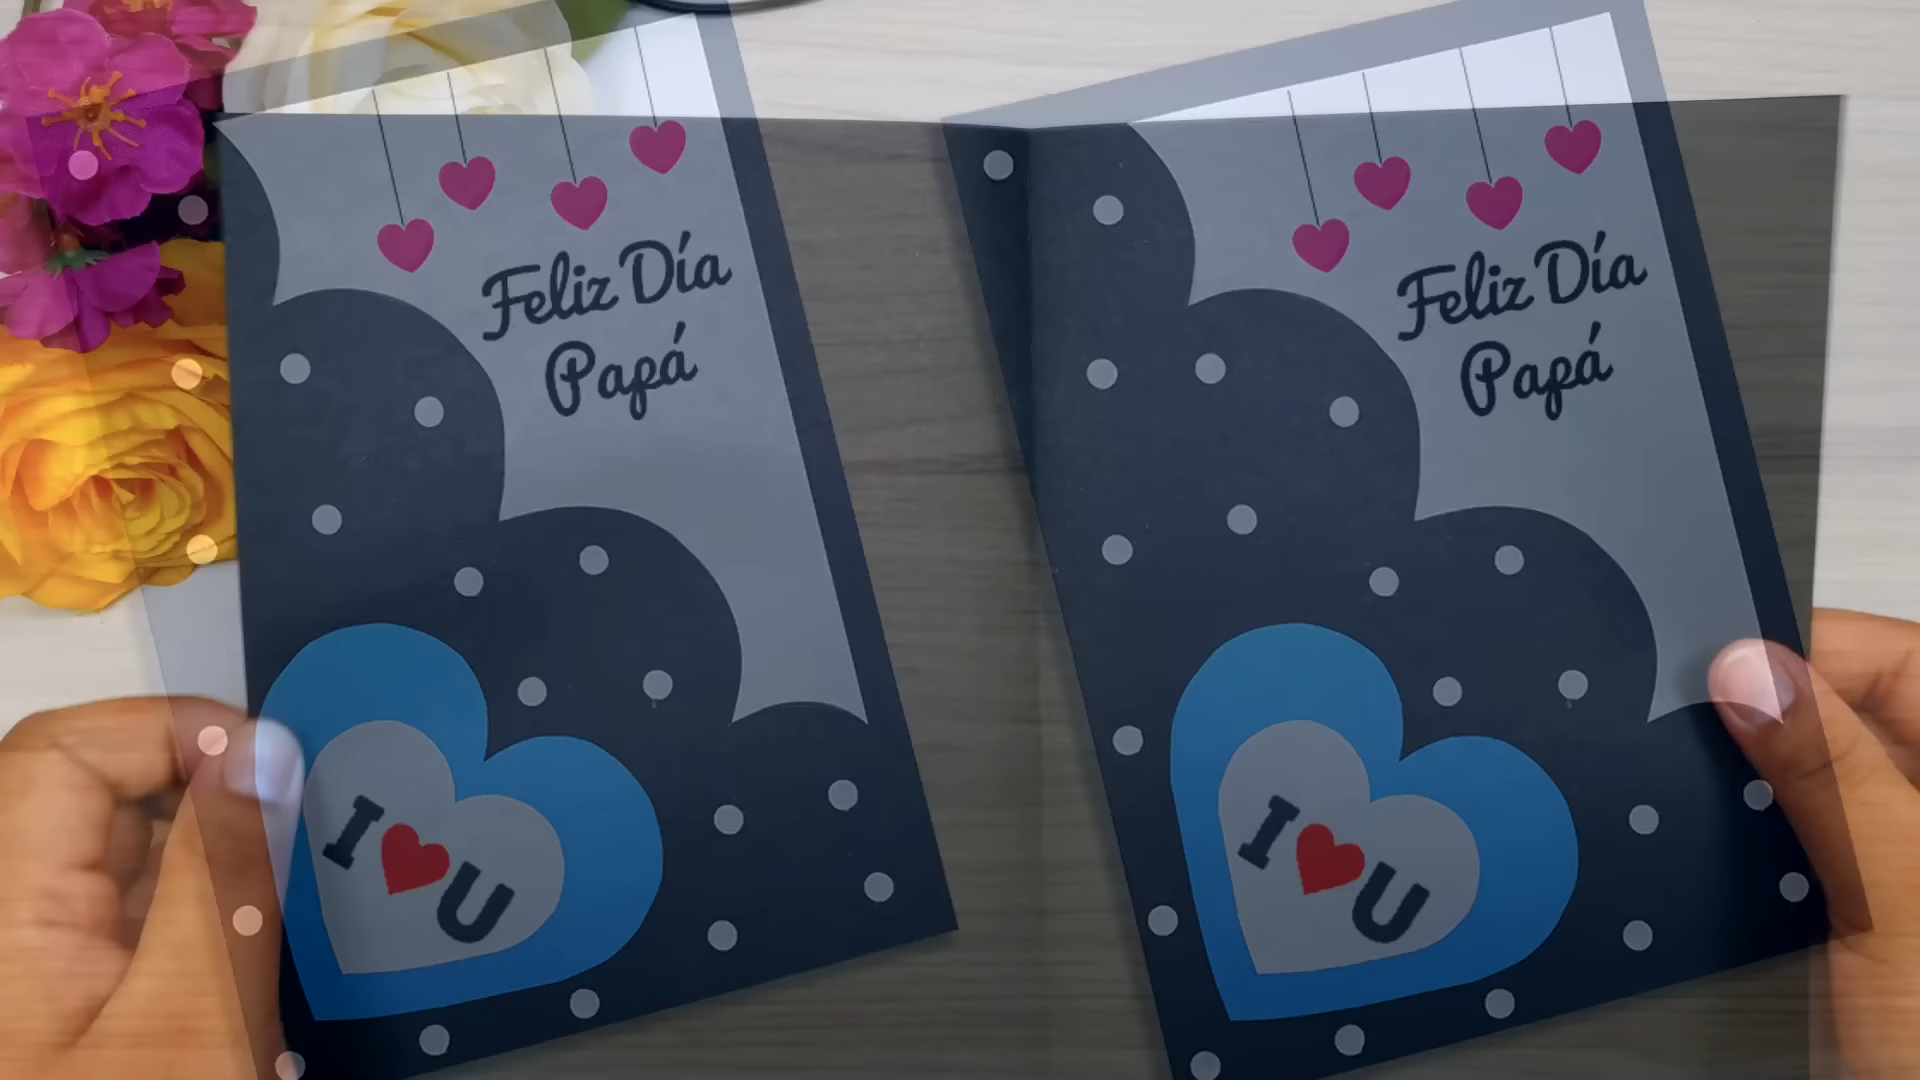 Feliz Día
Papá
I ❤ U
Feliz Día
Papá
I ❤ U